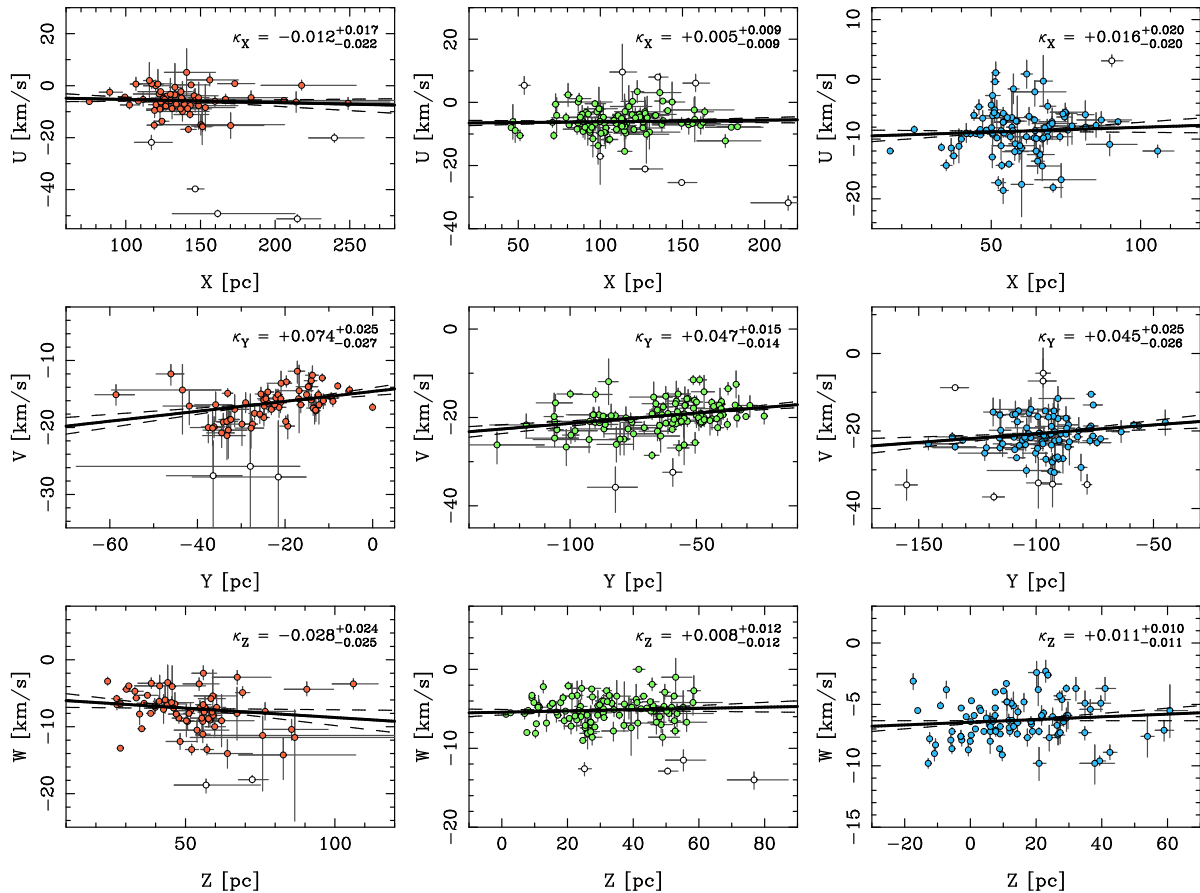 κX = −0.012 +0.017 −0.022
20
0
−20
−40
U [km/s]
100 150 200 250
X [pc]
κX = +0.005 +0.009 −0.009
20
0
−20
−40
U [km/s]
50 100 150 200
X [pc]
κX = +0.016 +0.020 −0.020
10
0
−10
−20
U [km/s]
50 100
X [pc]
κY = +0.074 +0.025 −0.027
−10
−20
−30
V [km/s]
−60 −40 −20 0
Y [pc]
κY = +0.047 +0.015 −0.014
0
−20
−40
V [km/s]
−100 −50
Y [pc]
κY = +0.045 +0.025 −0.026
0
−20
−40
V [km/s]
−150 −100 −50
Y [pc]
κZ = −0.028 +0.024 −0.025
0
−10
−20
W [km/s]
50 100
Z [pc]
κZ = +0.008 +0.012 −0.012
0
−10
−20
W [km/s]
0 20 40 60 80
Z [pc]
κZ = +0.011 +0.010 −0.011
0
−5
−10
−15
W [km/s]
−20 0 20 40 60
Z [pc]